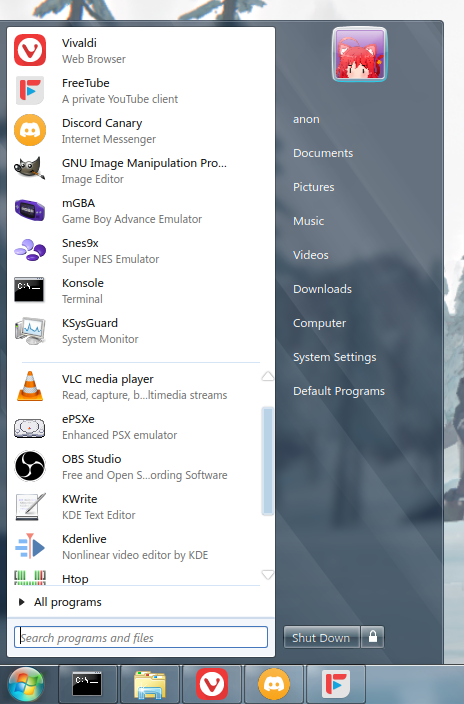 Vivaldi
Web Browser
FreeTube
A private YouTube client
Discord Canary
Internet Messenger
GNU Image Manipulation Pro...
Image Editor
mGBA
Game Boy Advance Emulator
Snes9x
Super NES Emulator
Konsole
Terminal
KSysGuard
System Monitor
VLC media player
Read, capture, b...ltimedia streams
ePSXe
Enhanced PSX emulator
OBS Studio
Free and Open S...ording Software
KWrite
KDE Text Editor
Kdenlive
Nonlinear video editor by KDE
Htop
All programs
Search programs and files
anon
Documents
Pictures
Music
Videos
Downloads
Computer
System Settings
Default Programs
Shut Down